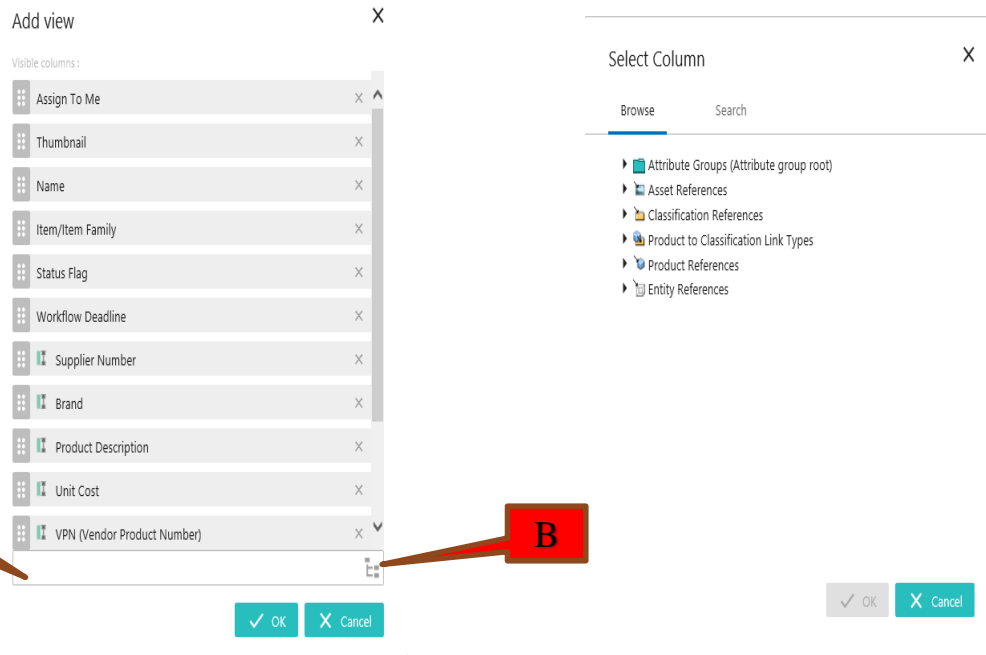 Add view
Visible columns :
Assign To Me
Thumbnail
Name
Item/Item Family
Status Flag
Workflow Deadline
Supplier Number
Brand
Product Description
Unit Cost
VPN (Vendor Product Number)
OK
Cancel
B
Select Column
Browse
Search
Attribute Groups (Attribute group root)
Asset References
Classification References
Product to Classification Link Types
Product References
Entity References
OK
Cancel